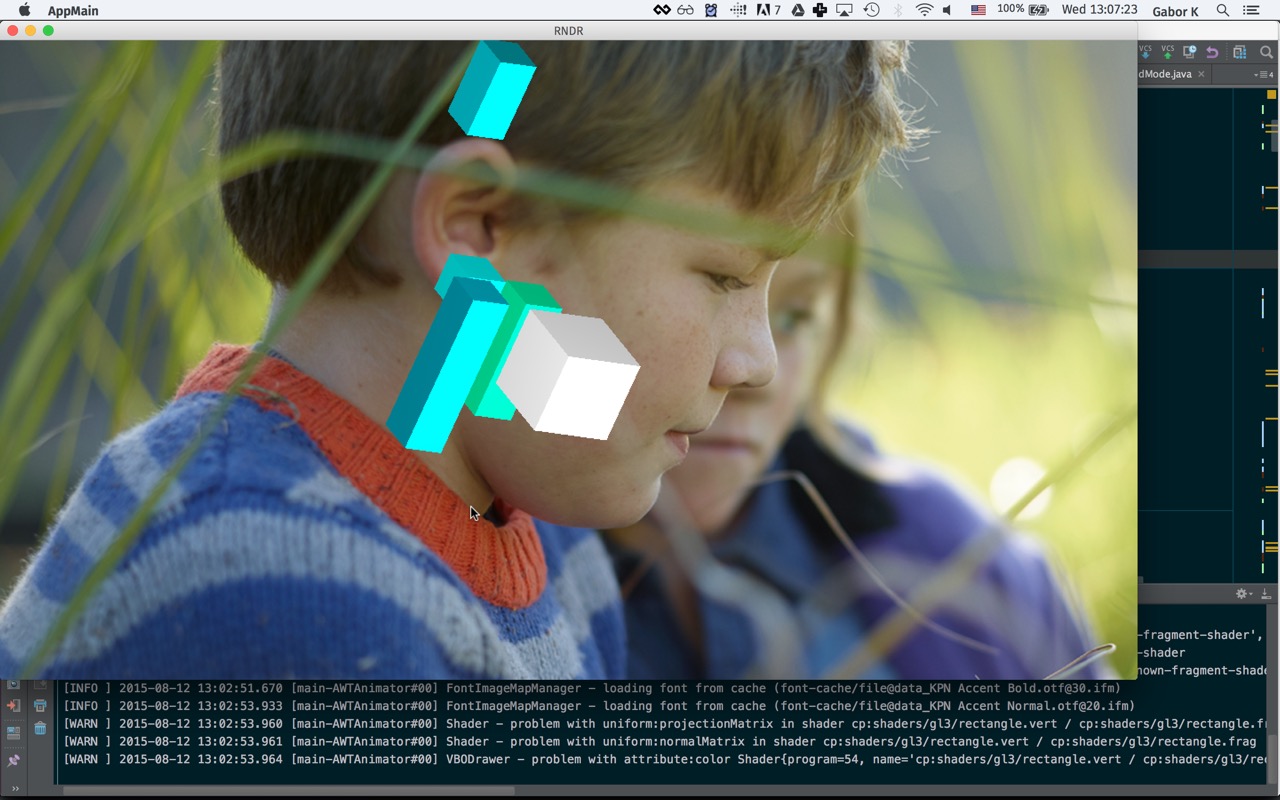 AppMain
7
100%
Wed 13:07:23
Gabor K
RNDR
VCS VCS
dMode.java
4
-fragment-shader',
-shader
nown-fragment-shade
[INFO ] 2015-08-12 13:02:51.670 [main-AWTAnimator#00] FontImageMapManager – loading font from cache (font-cache/file@data_KPN Accent Bold.otf@30.ifm)
[INFO ] 2015-08-12 13:02:53.933 [main-AWTAnimator#00] FontImageMapManager – loading font from cache (font-cache/file@data_KPN Accent Normal.otf@20.ifm)
[WARN ] 2015-08-12 13:02:53.960 [main-AWTAnimator#00] Shader – problem with uniform:projectionMatrix in shader cp:shaders/gl3/rectangle.vert / cp:shaders/gl3/rectangle.fr
[WARN ] 2015-08-12 13:02:53.961 [main-AWTAnimator#00] Shader – problem with uniform:normalMatrix in shader cp:shaders/gl3/rectangle.vert / cp:shaders/gl3/rectangle.frag
[WARN ] 2015-08-12 13:02:53.964 [main-AWTAnimator#00] VBODrawer – problem with attribute:color Shader{program=54, name='cp:shaders/gl3/rectangle.vert / cp:shaders/gl3/rec